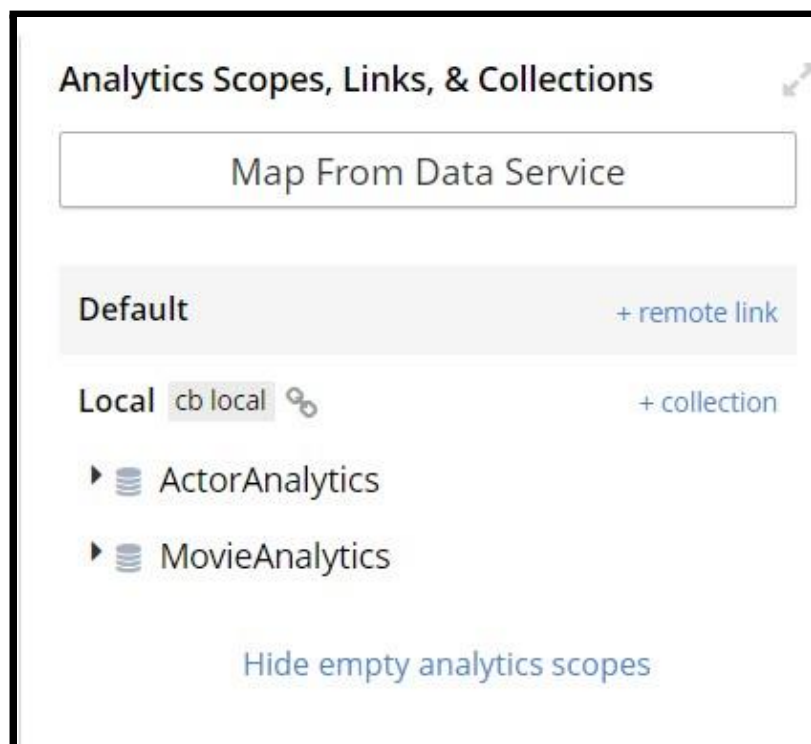 Analytics Scopes, Links, & Collections
Map From Data Service
Default + remote link
Local cb local + collection
ActorAnalytics
MovieAnalytics
Hide empty analytics scopes